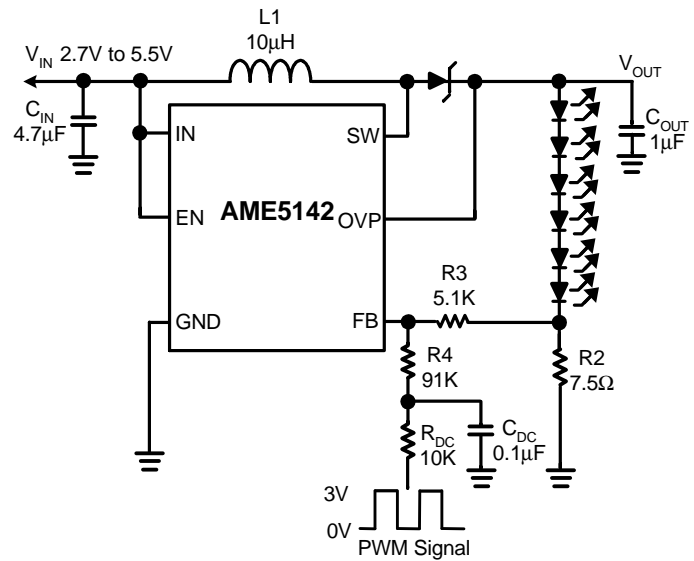 L1
10μH
V_IN 2.7V to 5.5V
V_OUT
C_IN
4.7μF
C_OUT
1μF
IN
SW
EN
AME5142
OVP
R3
5.1K
GND
FB
R4
91K
R2
7.5Ω
R_DC
10K
C_DC
0.1μF
3V
0V
PWM Signal